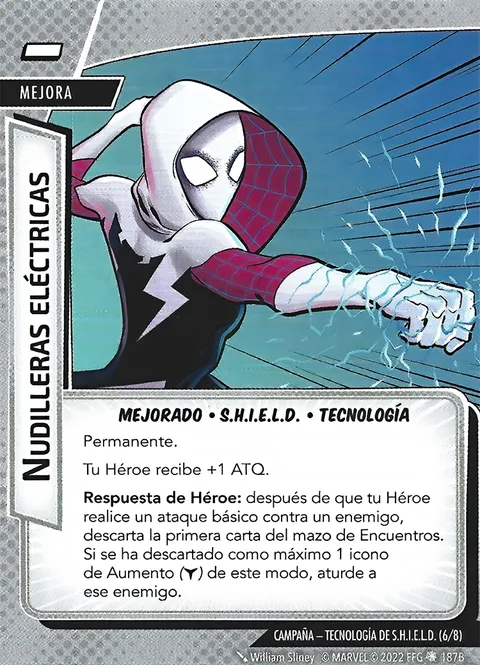 MEJORA
NUDILLERAS ELÉCTRICAS
MEJORADO • S.H.I.E.L.D. • TECNOLOGÍA
Permanente.
Tu Héroe recibe +1 ATQ.
Respuesta de Héroe: después de que tu Héroe
realice un ataque básico contra un enemigo,
descarta la primera carta del mazo de Encuentros.
Si se ha descartado como máximo 1 icono
de Aumento () de este modo, aturde a
ese enemigo.
CAMPAÑA – TECNOLOGÍA DE S.H.I.E.L.D. (6/8)
William Sliney © MARVEL © 2022 FFG 187B